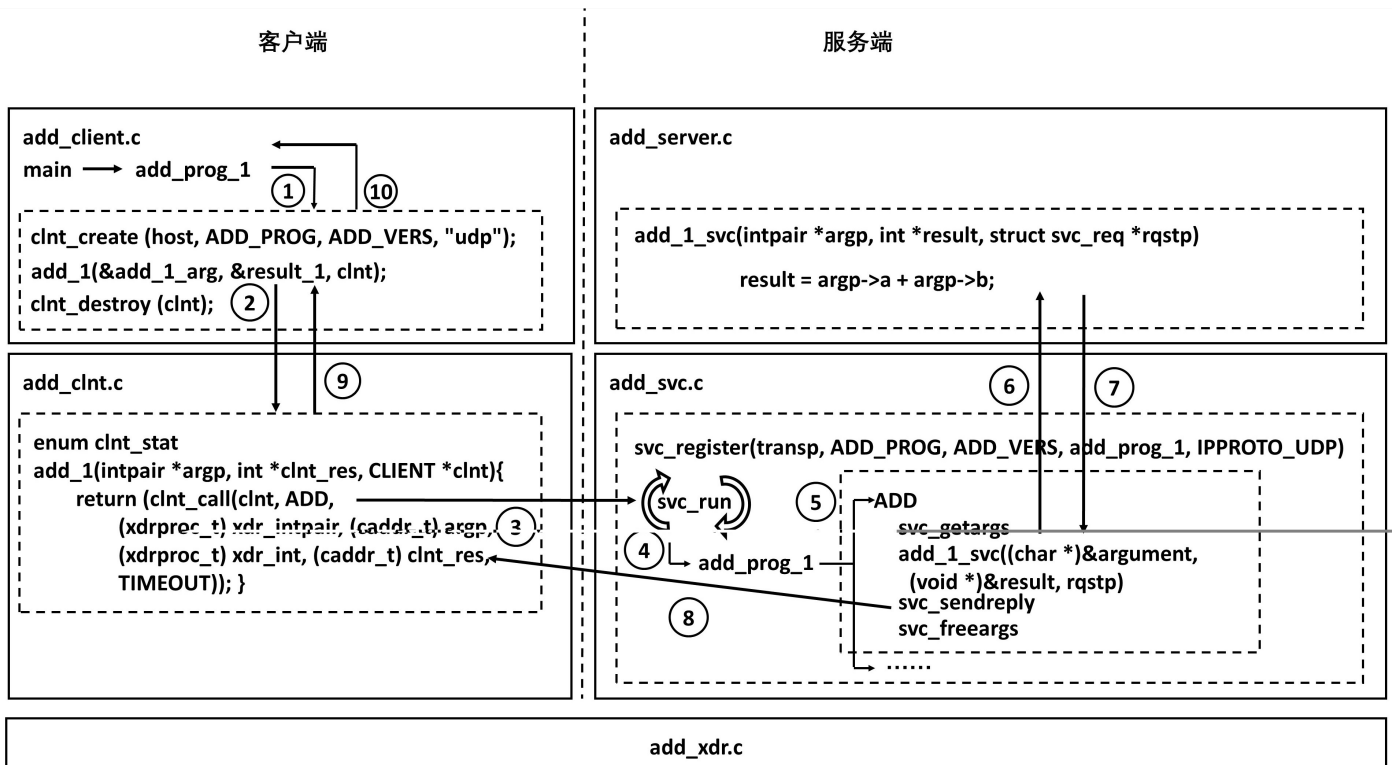 客户端
服务端
add_client.c
main add_prog_1
1
10
clnt_create (host, ADD_PROG, ADD_VERS, "udp");
add_1(&add_1_arg, &result_1, clnt);
clnt_destroy (clnt);
2
add_clnt.c
9
enum clnt_stat
add_1(intpair *argp, int *clnt_res, CLIENT *clnt){
return (clnt_call(clnt, ADD,
(xdrproc_t) xdr_intpair, (caddr_t) argp,
3
(xdrproc_t) xdr_int, (caddr_t) clnt_res,
TIMEOUT)); }
add_server.c
add_1_svc(intpair *argp, int *result, struct svc_req *rqstp)
result = argp->a + argp->b;
add_svc.c
6
7
svc_register(transp, ADD_PROG, ADD_VERS, add_prog_1, IPPROTO_UDP)
svc_run
5
ADD
svc_getargs
4
add_prog_1
add_1_svc((char *)&argument,
(void *)&result, rqstp)
svc_sendreply
8
svc_freeargs
......
add_xdr.c